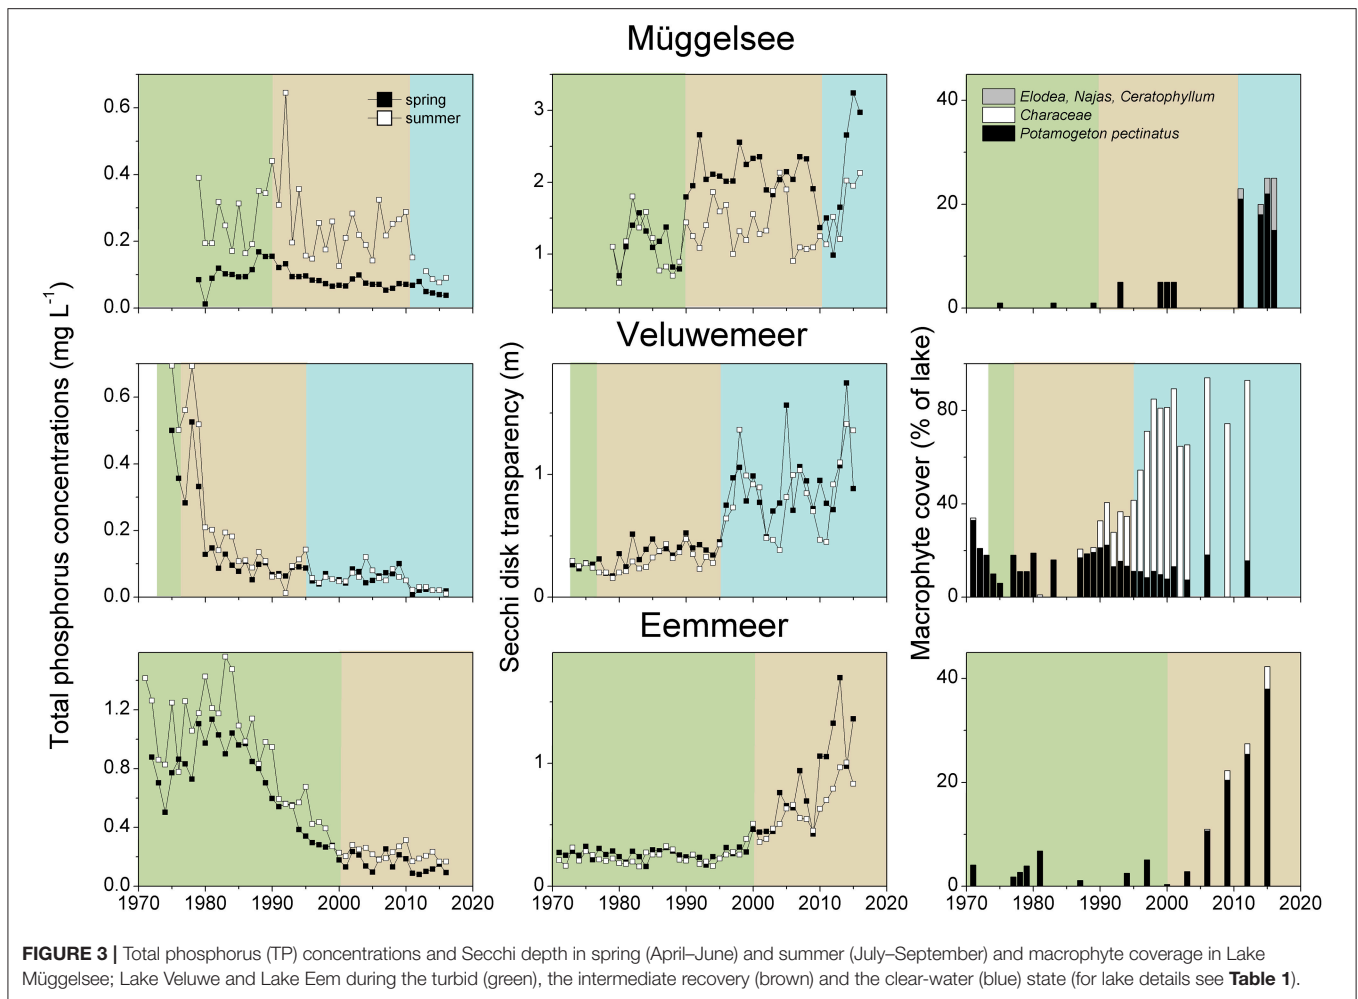 Müggelsee
0.6
0.4
0.2
0.0
spring
summer
3
2
1
40
20
0
Elodea, Najas, Ceratophyllum
Characeae
Potamogeton pectinatus
Veluwemeer
0.6
0.4
0.2
0.0
1
0
80
40
0
Eemmeer
1.2
0.8
0.4
0.0
1970 1980 1990 2000 2010 2020
1
0
1970 1980 1990 2000 2010 2020
40
20
0
1970 1980 1990 2000 2010 2020
Total phosphorus concentrations (mg L-1)
Secchi disk transparency (m)
Macrophyte cover (% of lake)
FIGURE 3 | Total phosphorus (TP) concentrations and Secchi depth in spring (April–June) and summer (July–September) and macrophyte coverage in Lake
Müggelsee; Lake Veluwe and Lake Eem during the turbid (green), the intermediate recovery (brown) and the clear-water (blue) state (for lake details see Table 1).